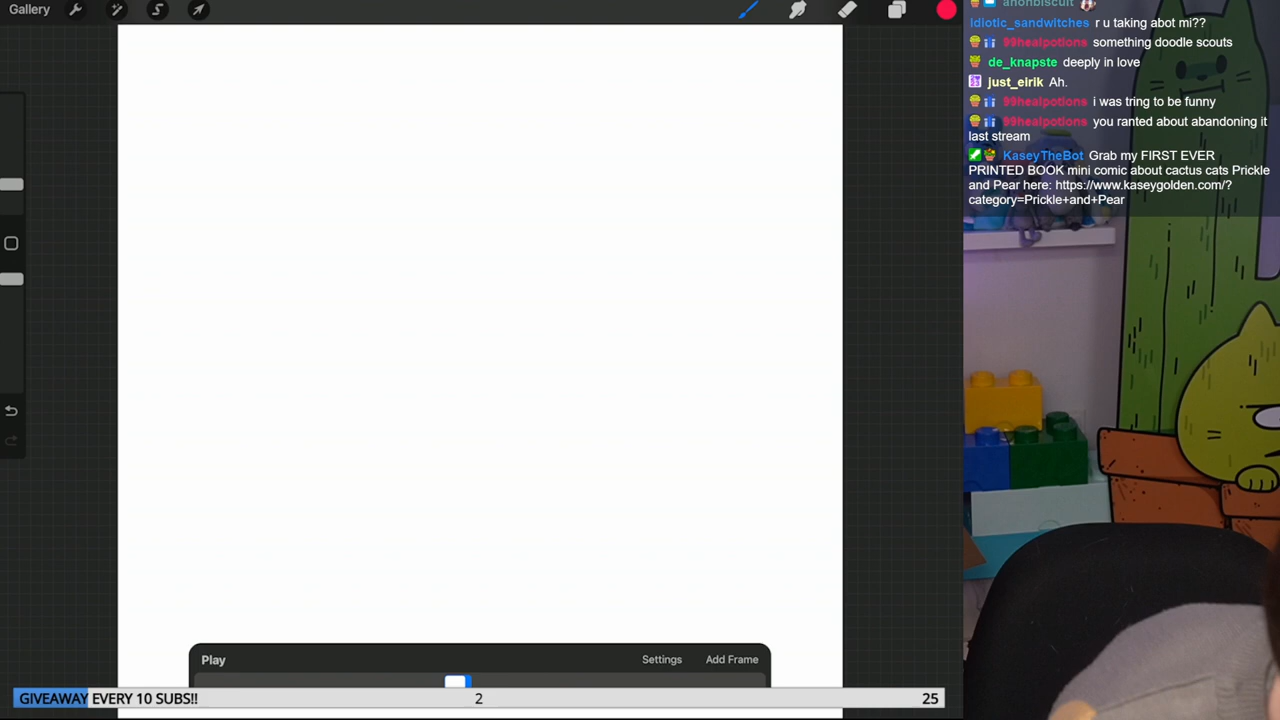 Gallery
anonbiscuit
Idiotic_sandwitches r u taking abot mi??
99healpotions something doodle scouts
de_knapste deeply in love
just_eirik Ah.
99healpotions i was tring to be funny
99healpotions you ranted about abandoning it
last stream
KaseyTheBot Grab my FIRST EVER
PRINTED BOOK mini comic about cactus cats Prickle
and Pear here: https://www.kaseygolden.com/?
category=Prickle+and+Pear
Play Settings Add Frame
GIVEAWAY EVERY 10 SUBS!! 2 25